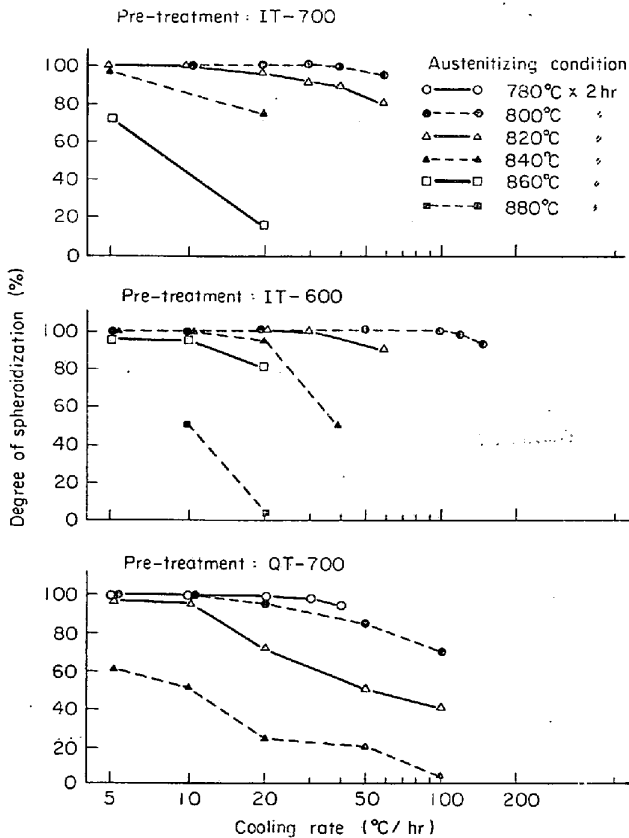 Pre-treatment : IT-700
100
80
60
40
20
0
Austenitizing condition
780°C × 2 hr
800°C 〃
820°C 〃
840°C 〃
860°C 〃
880°C 〃
Pre-treatment : IT-600
100
80
60
40
20
0
Degree of spheroidization (%)
Pre-treatment : QT-700
100
80
60
40
20
0
5 10 20 50 100 200
Cooling rate (°C/hr)